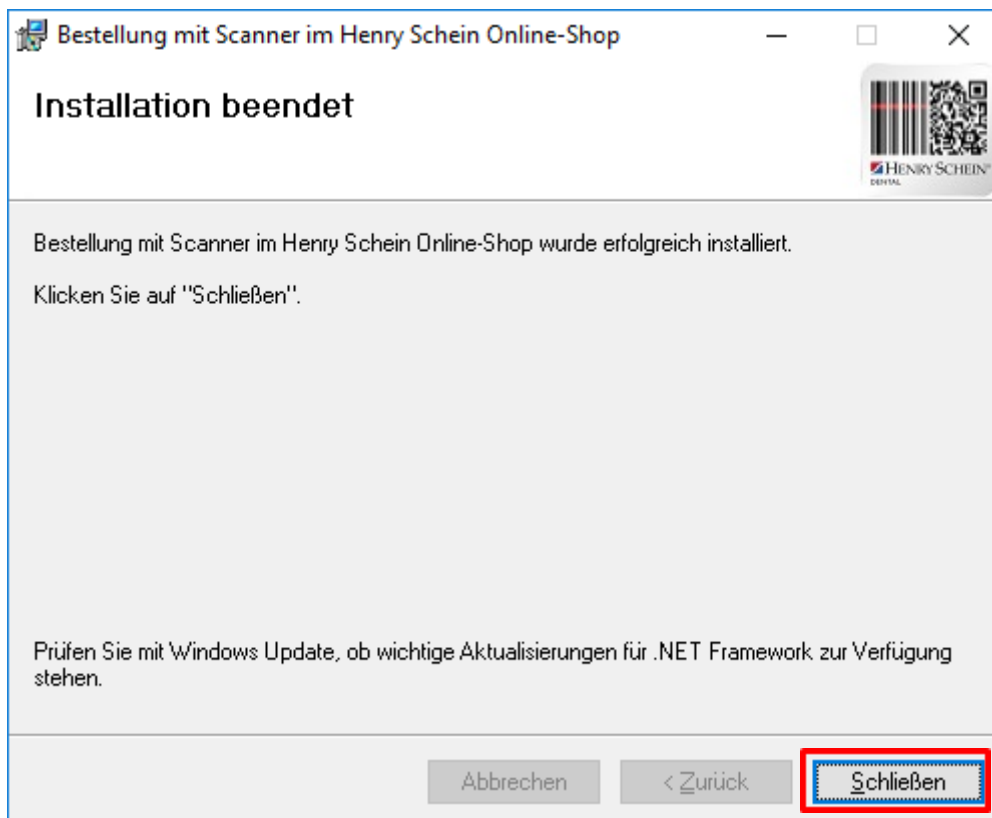 Bestellung mit Scanner im Henry Schein Online-Shop
Installation beendet
HENRY SCHEIN®
DENTAL
Bestellung mit Scanner im Henry Schein Online-Shop wurde erfolgreich installiert.
Klicken Sie auf "Schließen".
Prüfen Sie mit Windows Update, ob wichtige Aktualisierungen für .NET Framework zur Verfügung
stehen.
Abbrechen
< Zurück
Schließen